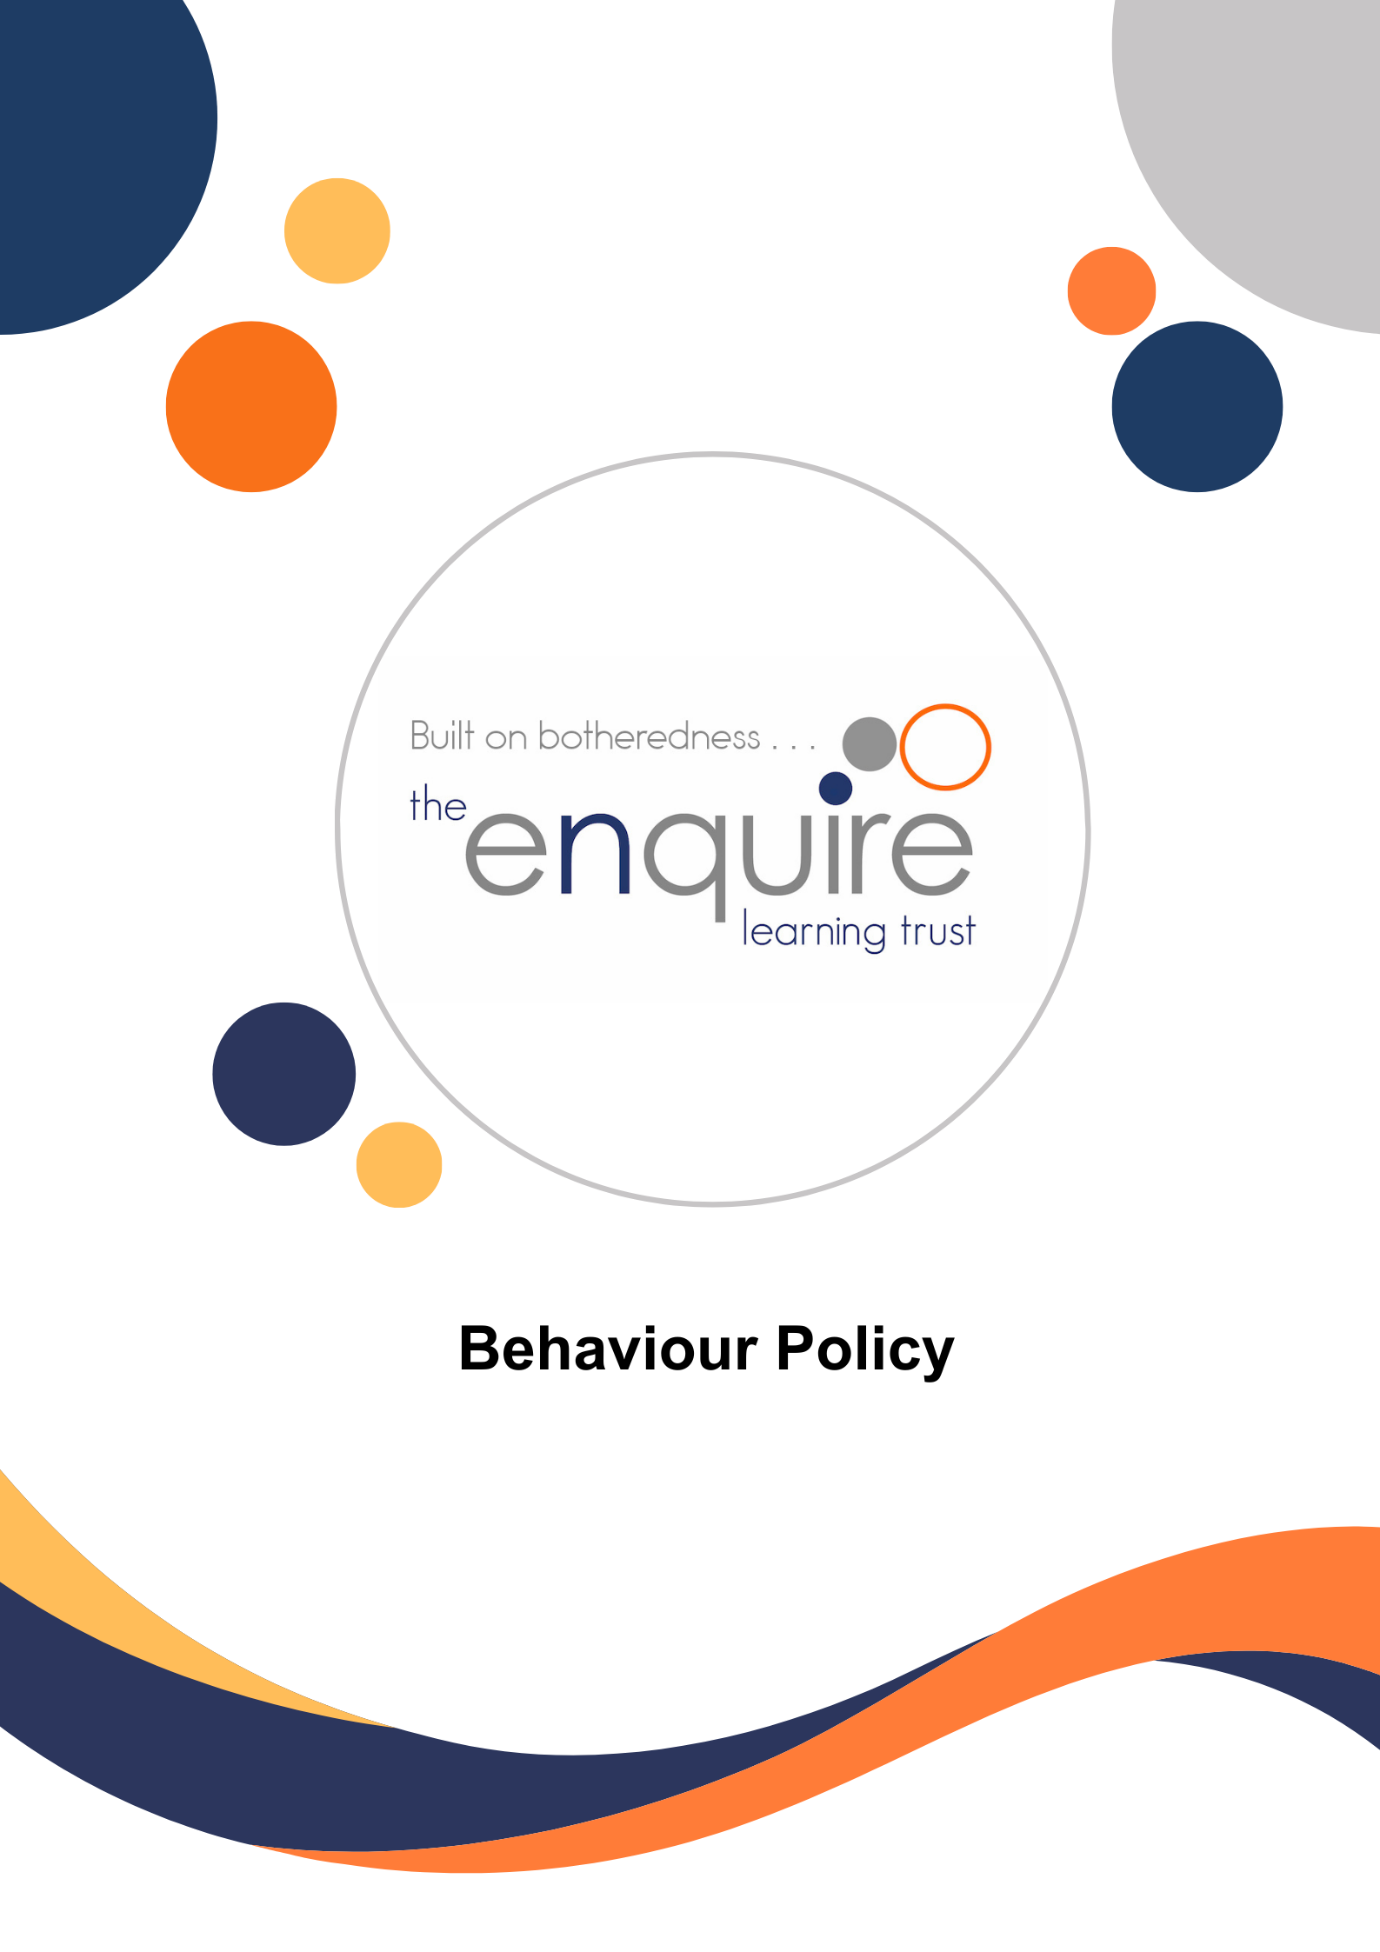 Built on botheredness . . .
the
enquire
learning trust
Behaviour Policy